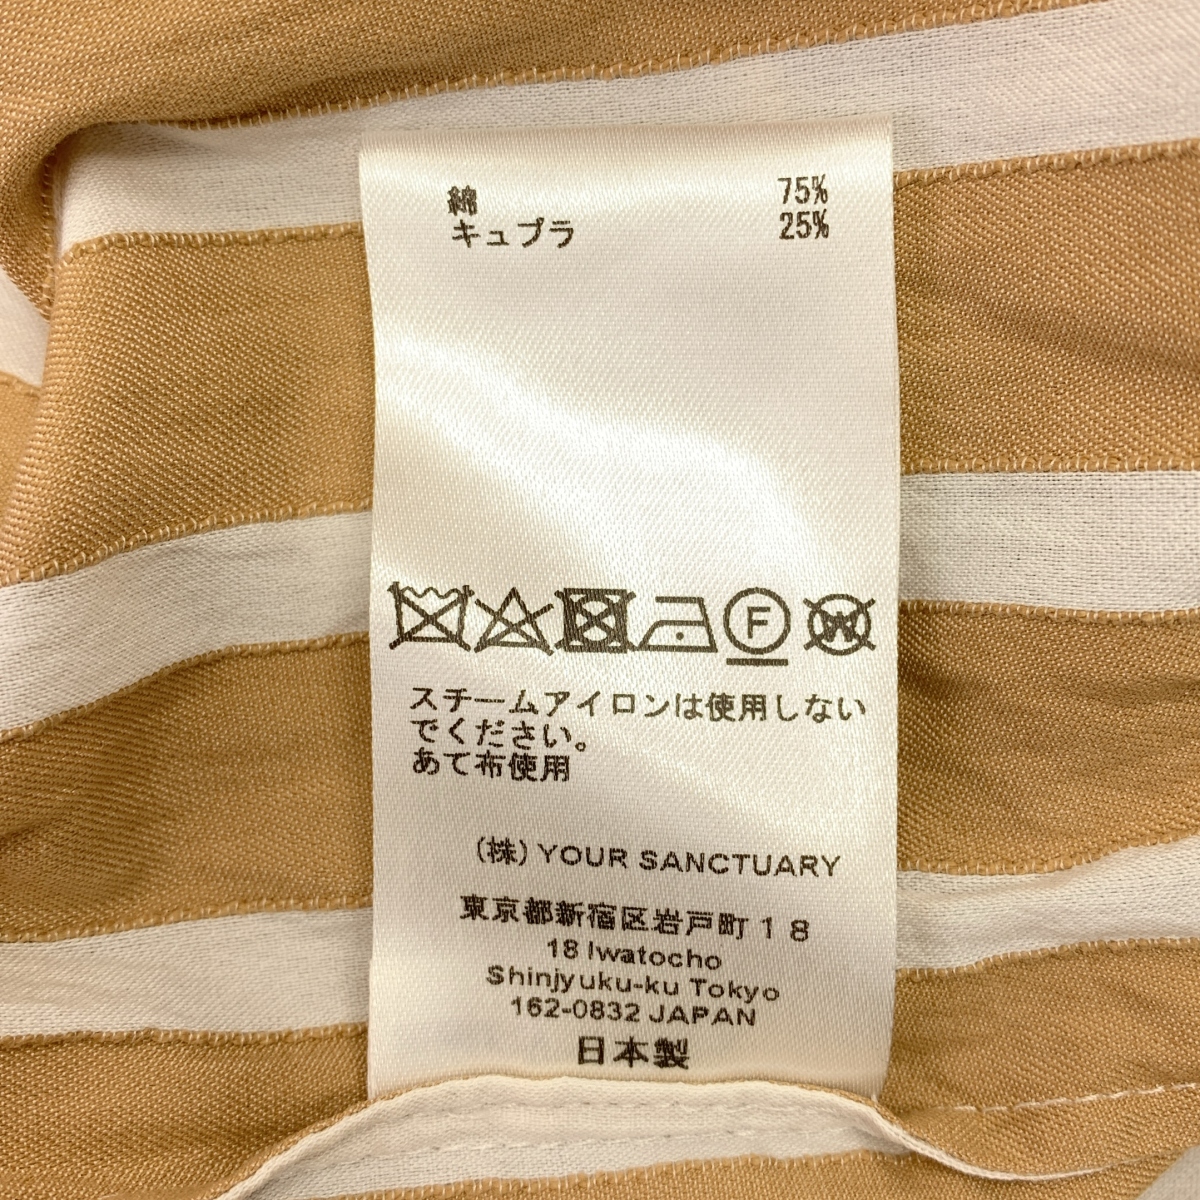 綿 75%
キュプラ 25%
F W
スチームアイロンは使用しない
でください。
あて布使用
(株) YOUR SANCTUARY
東京都新宿区岩戸町18
18 Iwatocho
Shinjyuku-ku Tokyo
162-0832 JAPAN
日本製